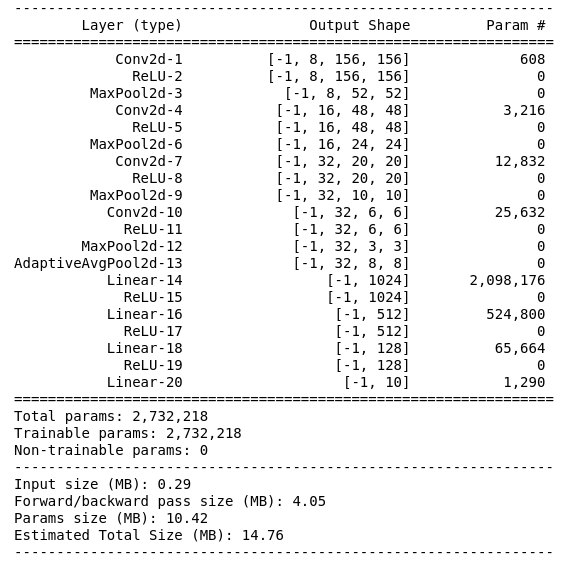 ----------------------------------------------------------------
        Layer (type)               Output Shape         Param #
================================================================
            Conv2d-1          [-1, 8, 156, 156]             608
              ReLU-2          [-1, 8, 156, 156]               0
         MaxPool2d-3            [-1, 8, 52, 52]               0
            Conv2d-4           [-1, 16, 48, 48]           3,216
              ReLU-5           [-1, 16, 48, 48]               0
         MaxPool2d-6           [-1, 16, 24, 24]               0
            Conv2d-7           [-1, 32, 20, 20]          12,832
              ReLU-8           [-1, 32, 20, 20]               0
         MaxPool2d-9           [-1, 32, 10, 10]               0
           Conv2d-10             [-1, 32, 6, 6]          25,632
             ReLU-11             [-1, 32, 6, 6]               0
        MaxPool2d-12             [-1, 32, 3, 3]               0
AdaptiveAvgPool2d-13             [-1, 32, 8, 8]               0
           Linear-14                 [-1, 1024]       2,098,176
             ReLU-15                 [-1, 1024]               0
           Linear-16                  [-1, 512]         524,800
             ReLU-17                  [-1, 512]               0
           Linear-18                  [-1, 128]          65,664
             ReLU-19                  [-1, 128]               0
           Linear-20                   [-1, 10]           1,290
================================================================
Total params: 2,732,218
Trainable params: 2,732,218
Non-trainable params: 0
----------------------------------------------------------------
Input size (MB): 0.29
Forward/backward pass size (MB): 4.05
Params size (MB): 10.42
Estimated Total Size (MB): 14.76
----------------------------------------------------------------